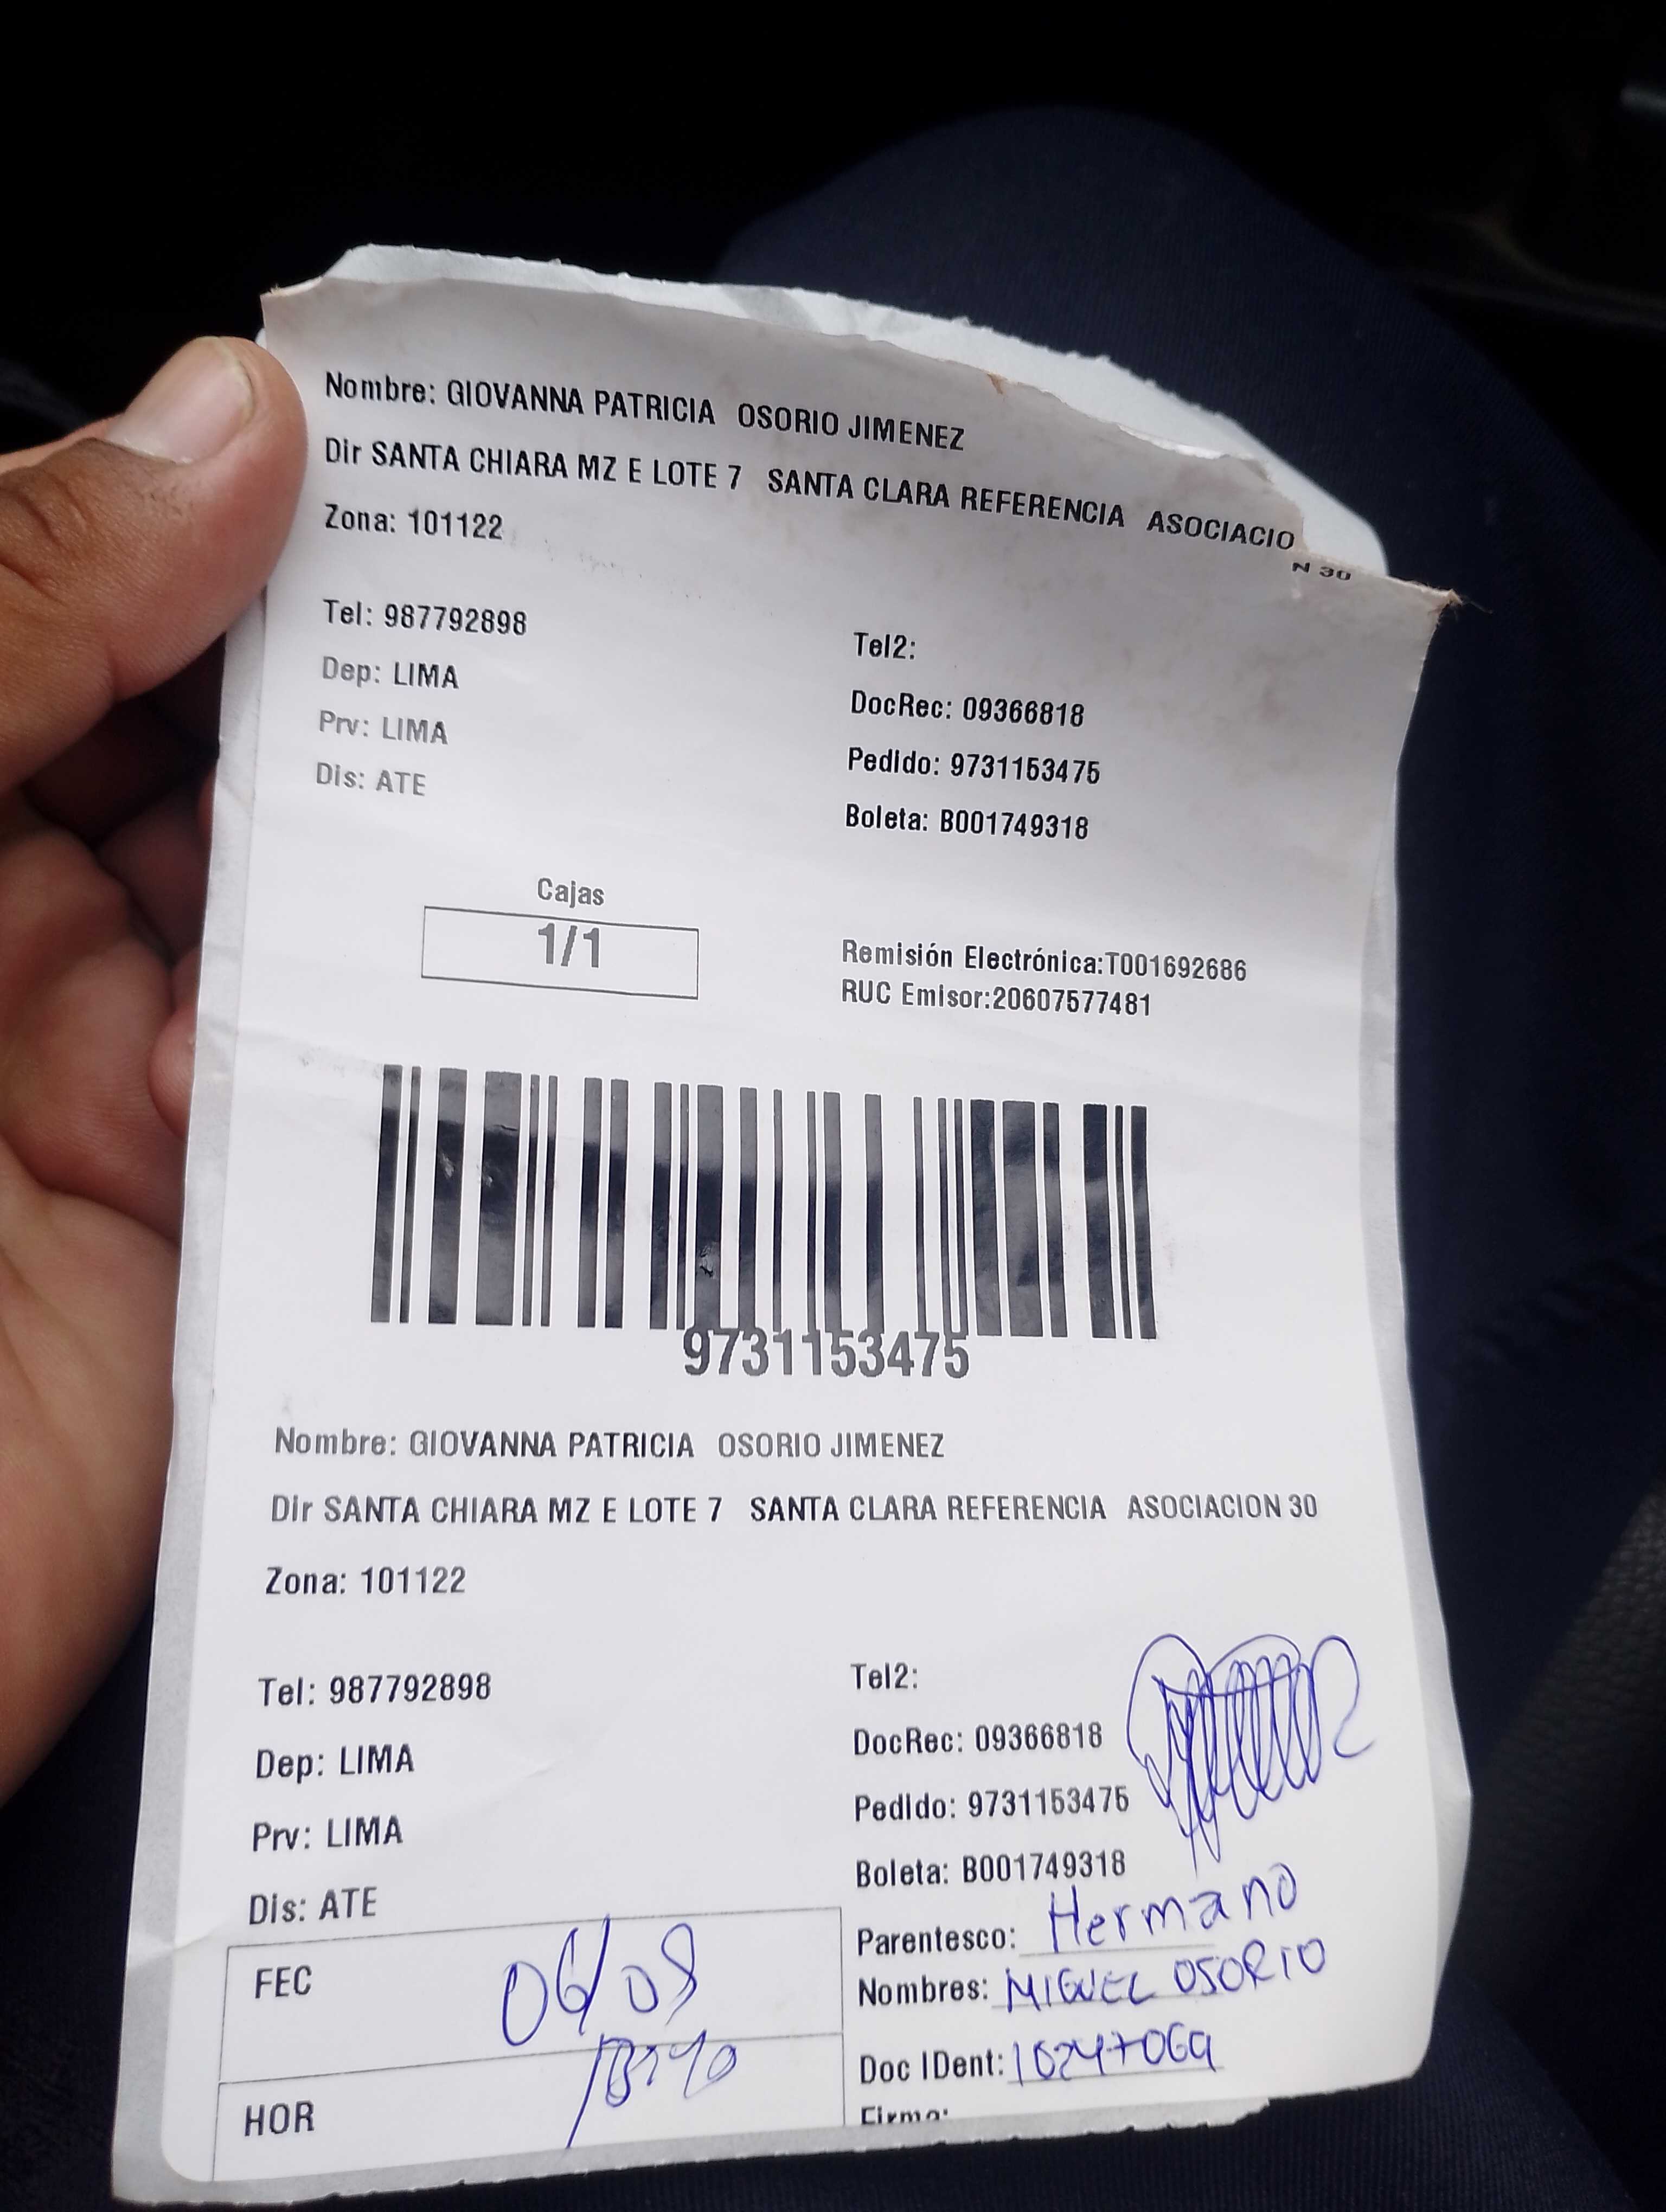 Nombre: GIOVANNA PATRICIA OSORIO JIMENEZ
Dir SANTA CHIARA MZ E LOTE 7 SANTA CLARA REFERENCIA ASOCIACIO
N 30
Zona: 101122
Tel: 987792898
Tel2:
Dep: LIMA
DocRec: 09366818
Prv: LIMA
Pedido: 9731153475
Dis: ATE
Boleta: B001749318
Cajas
1/1
Remisión Electrónica:T001692686
RUC Emisor:20607577481
9731153475
Nombre: GIOVANNA PATRICIA OSORIO JIMENEZ
Dir SANTA CHIARA MZ E LOTE 7 SANTA CLARA REFERENCIA ASOCIACION 30
Zona: 101122
Tel: 987792898
Tel2:
Dep: LIMA
DocRec: 09366818
Prv: LIMA
Pedido: 9731153475
Dis: ATE
Boleta: B001749318
Parentesco: Hermano
FEC 06/08
Nombres: MIGUEL OSORIO
Doc IDent:
HOR
Firma: